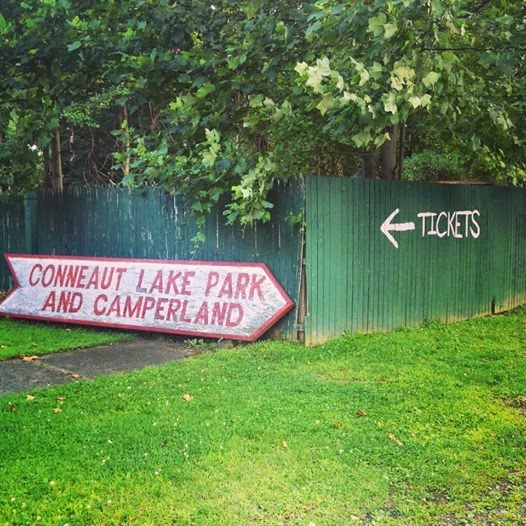 CONNEAUT LAKE PARK
AND CAMPERLAND
← TICKETS